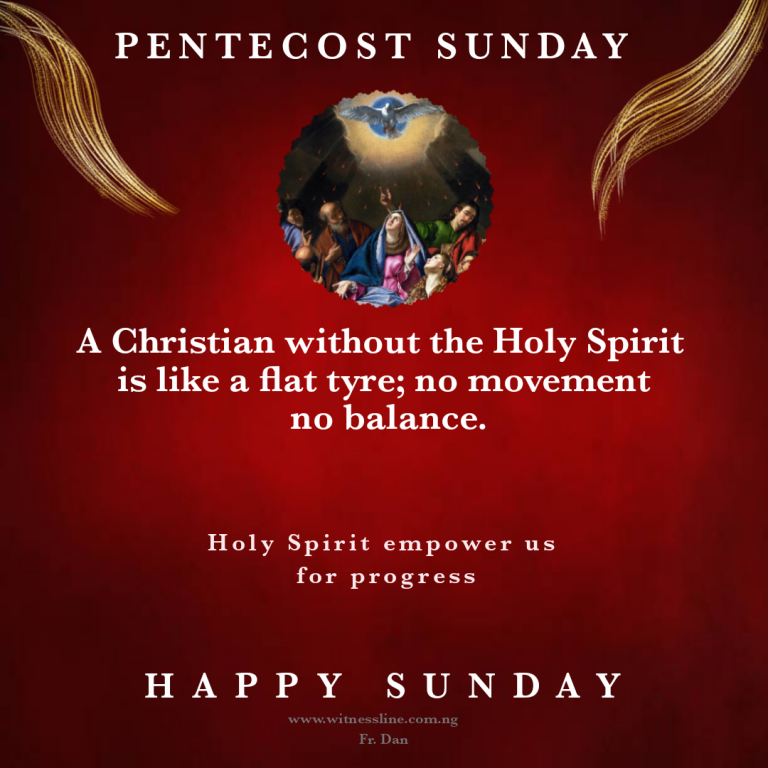 PENTECOST SUNDAY
A Christian without the Holy Spirit
is like a flat tyre; no movement
no balance.
Holy Spirit empower us
for progress
HAPPY SUNDAY
www.witnessline.com.ng
Fr. Dan